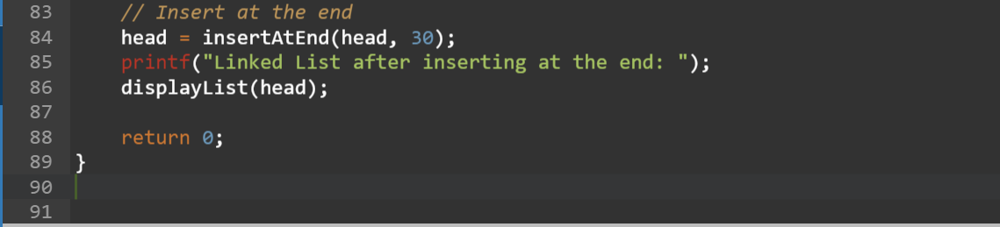 83 // Insert at the end
84 head = insertAtEnd(head, 30);
85 printf("Linked List after inserting at the end: ");
86 displayList(head);
87
88 return 0;
89 }
90
91